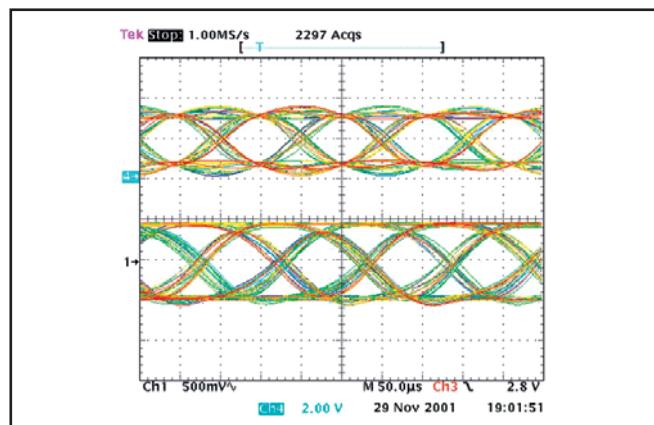 Tek Stop: 1.00MS/s 2297 Acqs
[ T ]
4→
1→
Ch1 500mV∿ M 50.0µs Ch3 ╲ 2.8 V
Ch4 2.00 V 29 Nov 2001 19:01:51